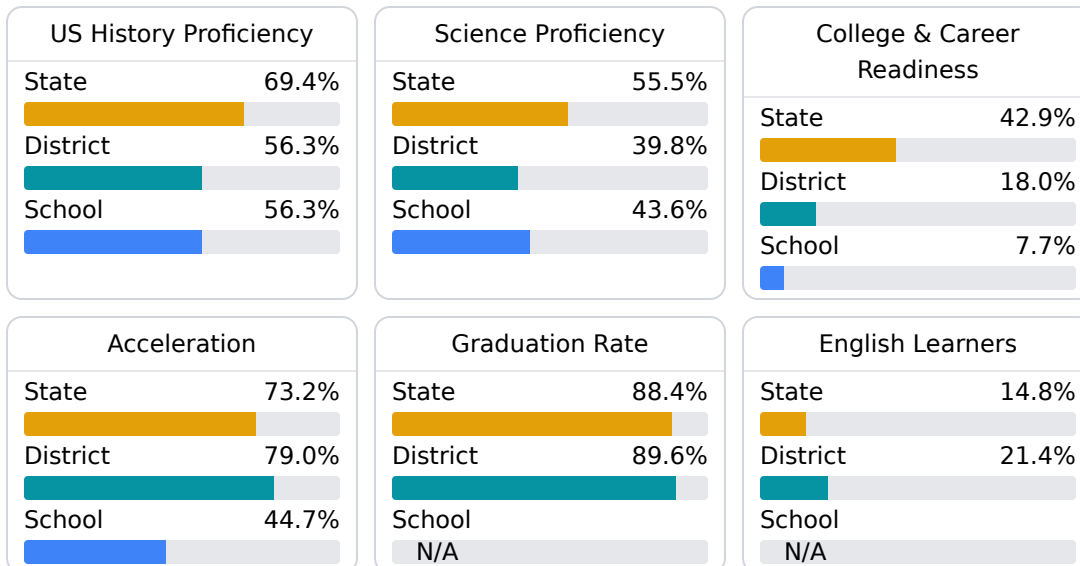 US History Proficiency
State 69.4%
District 56.3%
School 56.3%
Science Proficiency
State 55.5%
District 39.8%
School 43.6%
College & Career
Readiness
State 42.9%
District 18.0%
School 7.7%
Acceleration
State 73.2%
District 79.0%
School 44.7%
Graduation Rate
State 88.4%
District 89.6%
School
N/A
English Learners
State 14.8%
District 21.4%
School
N/A